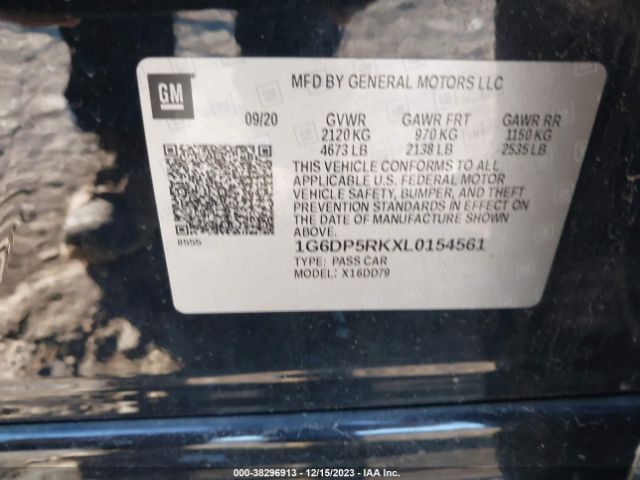 GM
MFD BY GENERAL MOTORS LLC
09/20 GVWR GAWR FRT GAWR RR
2120 KG 970 KG 1150 KG
4673 LB 2138 LB 2535 LB
THIS VEHICLE CONFORMS TO ALL
APPLICABLE U.S. FEDERAL MOTOR
VEHICLE SAFETY, BUMPER, AND THEFT
PREVENTION STANDARDS IN EFFECT ON
THE DATE OF MANUFACTURE SHOWN
ABOVE.
8555
1G6DP5RKXL0154561
TYPE: PASS CAR
MODEL: X16DD79
000-38296913 - 12/15/2023 - IAA Inc.